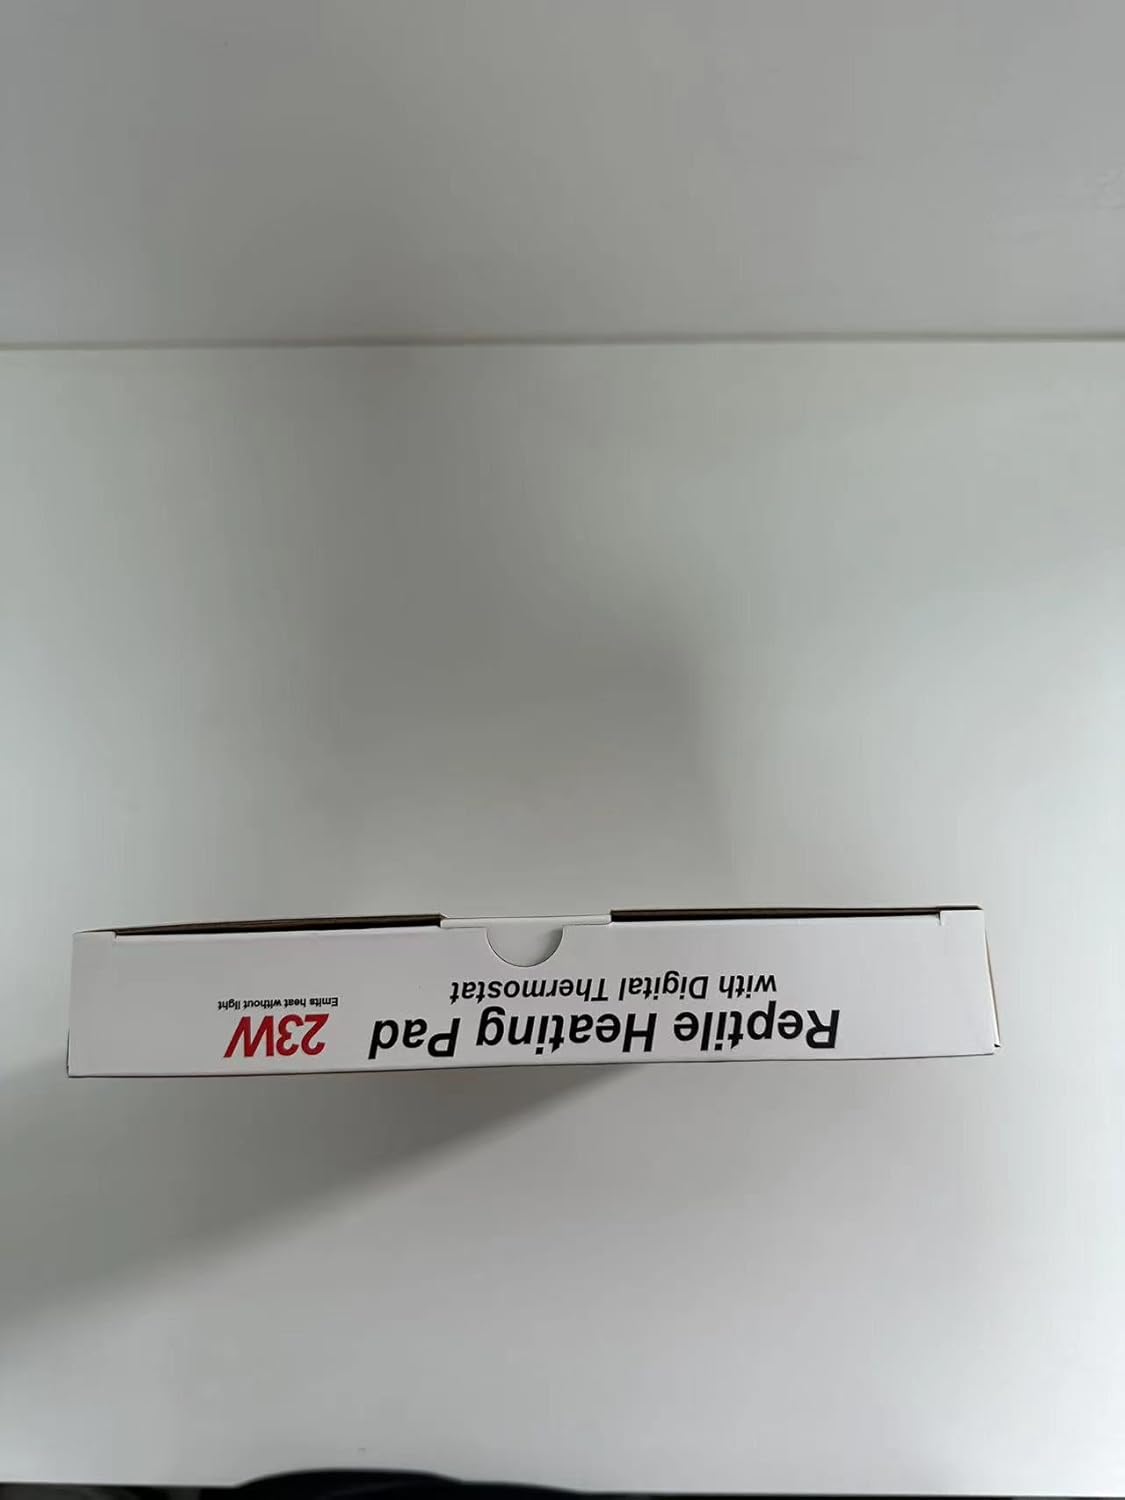 Reptile Heating Pad
with Digital Thermostat
23W
Emits heat without light